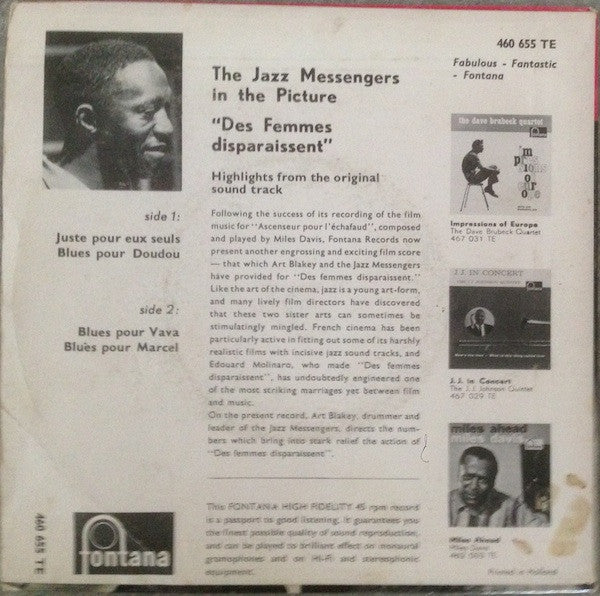 460 655 TE
Fabulous - Fantastic
- Fontana
The Jazz Messengers
in the Picture
"Des Femmes
disparaissent"
Highlights from the original
sound track
side 1:
Juste pour eux seuls
Blues pour Doudou
side 2:
Blues pour Vava
Blues pour Marcel
Following the success of its recording of the film
music for "Ascenseur pour l'échafaud", composed
and played by Miles Davis, Fontana Records now
present another engrossing and exciting film score
— that which Art Blakey and the Jazz Messengers
have provided for "Des femmes disparaissent."
Like the art of the cinema, jazz is a young art-form,
and many lively film directors have discovered
that these two sister arts can sometimes be
stimulatingly mingled. French cinema has been
particularly active in fitting out some of its harshly
realistic films with incisive jazz sound tracks, and
Edouard Molinaro, who made "Des femmes
disparaissent", has undoubtedly engineered one
of the most striking marriages yet between film
and music.
On the present record, Art Blakey, drummer and
leader of the Jazz Messengers, directs the num-
bers which bring into stark relief the action of
"Des femmes disparaissent".
This FONTANA HIGH FIDELITY 45 rpm record
is a passport to good listening. It guarantees you
the finest possible quality of sound reproduction,
and can be played to brilliant effect on monaural
gramophones and on Hi-Fi and stereophonic
equipment.
the dave brubeck quartet
Impressions of Europe
The Dave Brubeck Quartet
467 031 TE
J.J. IN CONCERT
J.J. in Concert
The J.J. Johnson Quintet
467 029 TE
miles ahead
miles davis
Miles Ahead
Miles Davis
Printed in Holland
460 655 TE
fontana